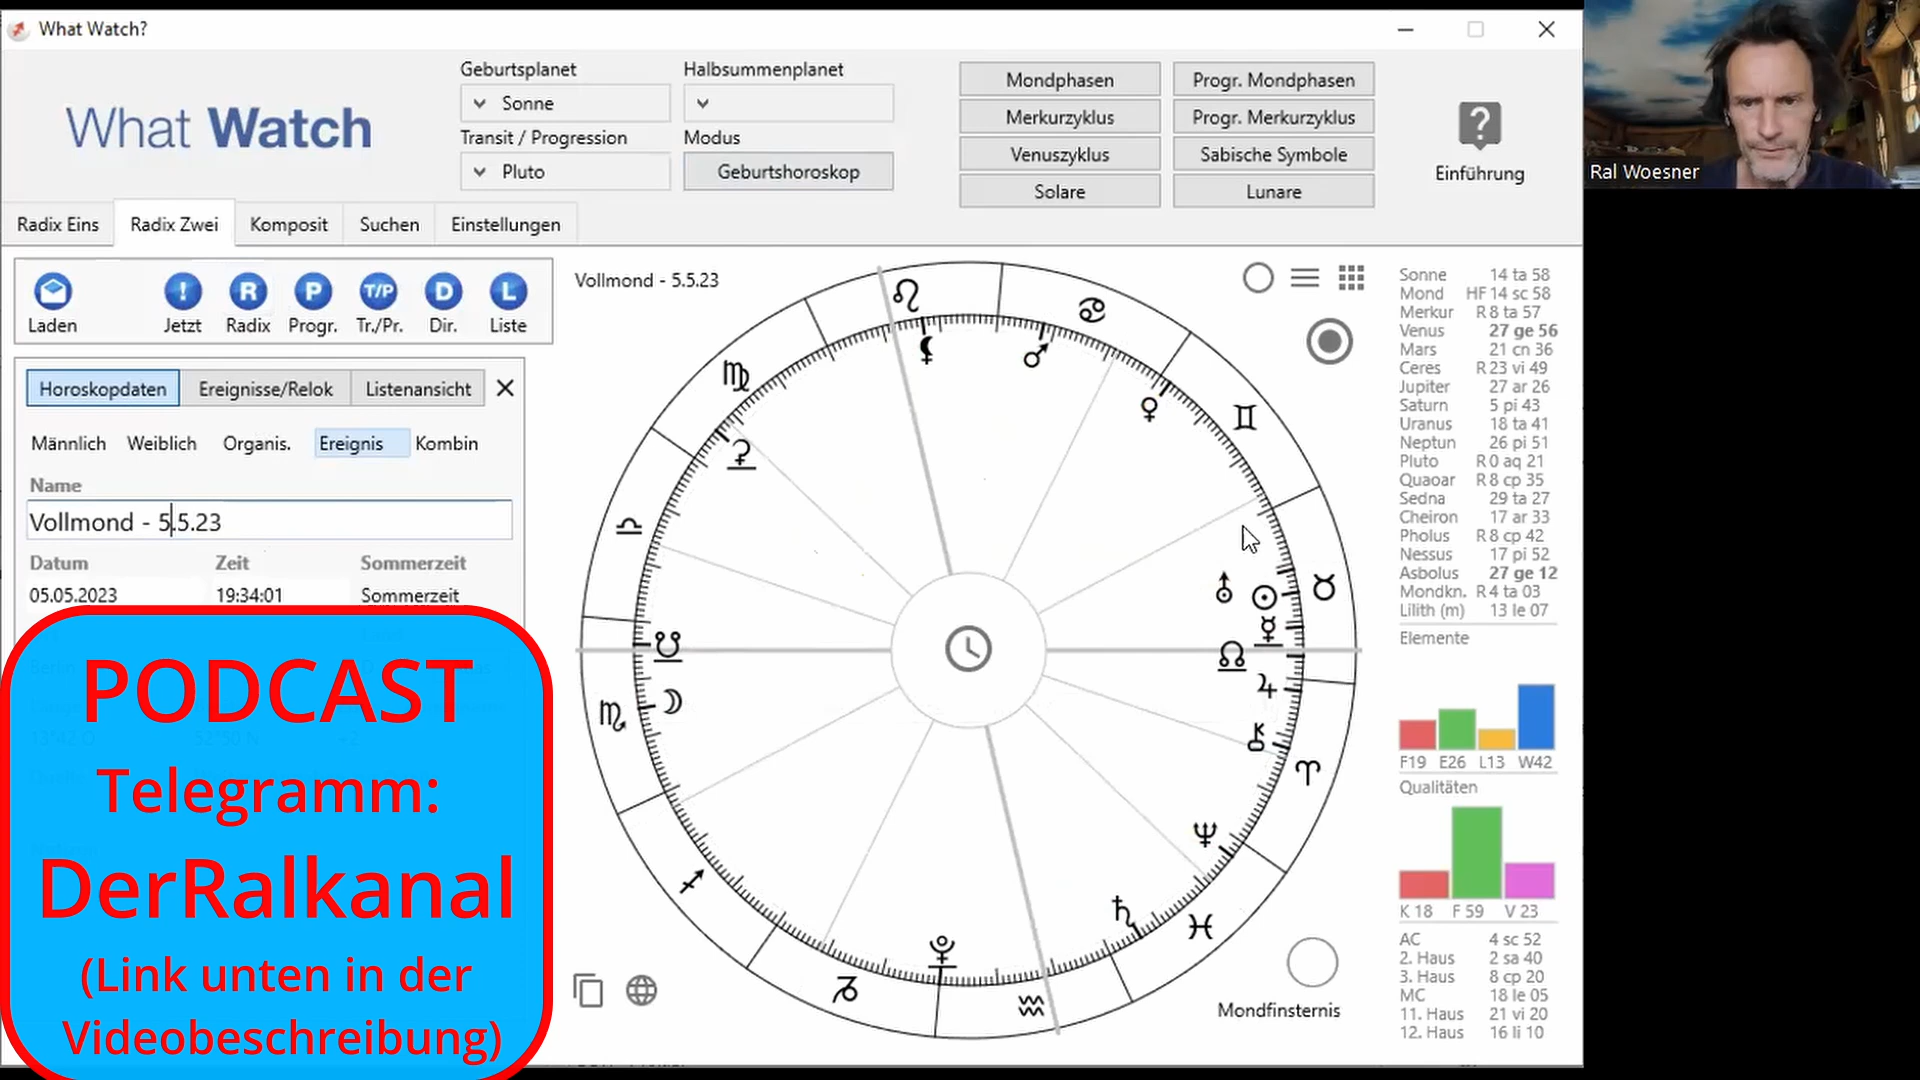 What Watch?
What Watch
Geburtsplanet
Sonne
Transit / Progression
Pluto
Halbsummenplanet
Modus
Geburtshoroskop
Mondphasen
Progr. Mondphasen
Merkurzyklus
Progr. Merkurzyklus
Venuszyklus
Sabische Symbole
Solare
Lunare
?
Einführung
Ral Woesner
Radix Eins
Radix Zwei
Komposit
Suchen
Einstellungen
Laden
! Jetzt
R Radix
P Progr.
T/P Tr./Pr.
D Dir.
L Liste
Horoskopdaten
Ereignisse/Relok
Listenansicht
Männlich
Weiblich
Organis.
Ereignis
Kombin
Name
Vollmond - 5.5.23
Datum
Zeit
Sommerzeit
05.05.2023
19:34:01
Sommerzeit
PODCAST
Telegramm:
DerRalkanal
(Link unten in der
Videobeschreibung)
Vollmond - 5.5.23
Mondfinsternis
Sonne 14 ta 58
Mond HF 14 sc 58
Merkur R 8 ta 57
Venus 27 ge 56
Mars 21 cn 36
Ceres R 23 vi 49
Jupiter 27 ar 26
Saturn 5 pi 43
Uranus 18 ta 41
Neptun 26 pi 51
Pluto R 0 aq 21
Quaoar R 8 cp 35
Sedna 29 ta 27
Cheiron 17 ar 33
Pholus R 8 cp 42
Nessus 17 pi 52
Asbolus 27 ge 12
Mondkn. R 4 ta 03
Lilith (m) 13 le 07
Elemente
F19 E26 L13 W42
Qualitäten
K 18 F 59 V 23
AC 4 sc 52
2. Haus 2 sa 40
3. Haus 8 cp 20
MC 18 le 05
11. Haus 21 vi 20
12. Haus 16 li 10